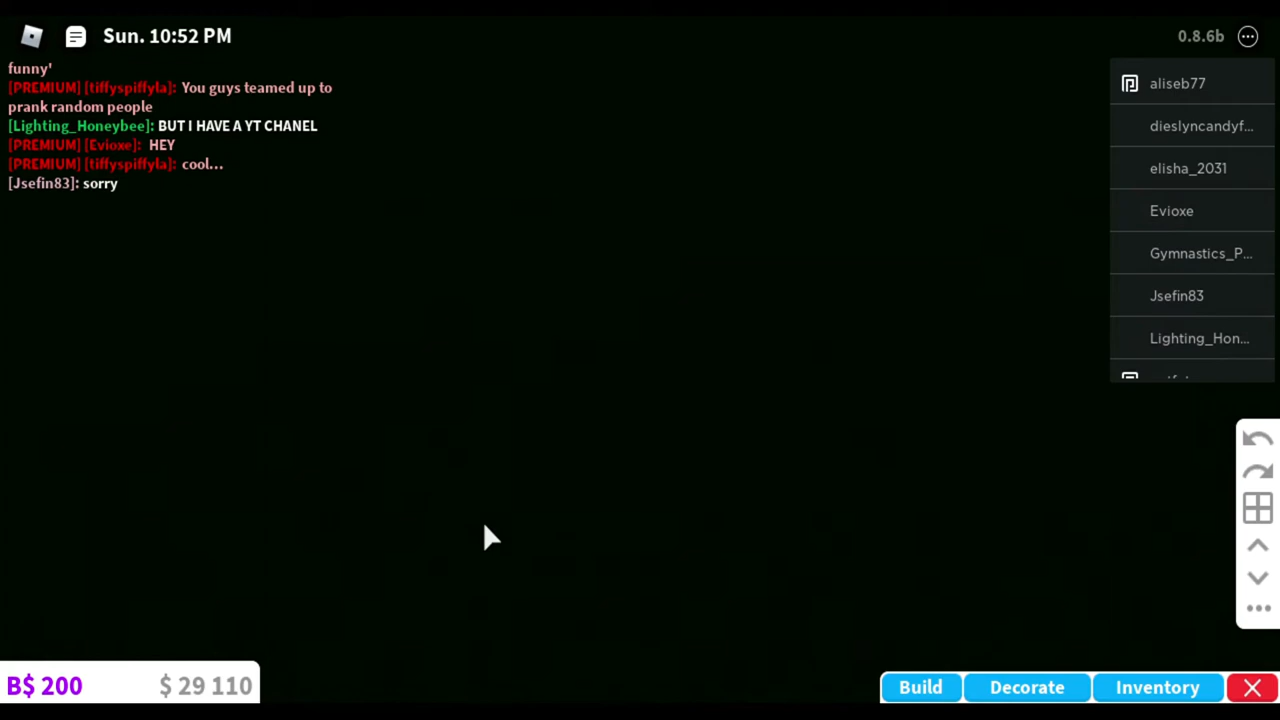 Sun. 10:52 PM
0.8.6b
funny'
[PREMIUM] [tiffyspiffyla]: You guys teamed up to
prank random people
[Lighting_Honeybee]: BUT I HAVE A YT CHANEL
[PREMIUM] [Evioxe]: HEY
[PREMIUM] [tiffyspiffyla]: cool...
[Jsefin83]: sorry
aliseb77
dieslyncandyf...
elisha_2031
Evioxe
Gymnastics_P...
Jsefin83
Lighting_Hon...
B$ 200
$ 29 110
Build
Decorate
Inventory